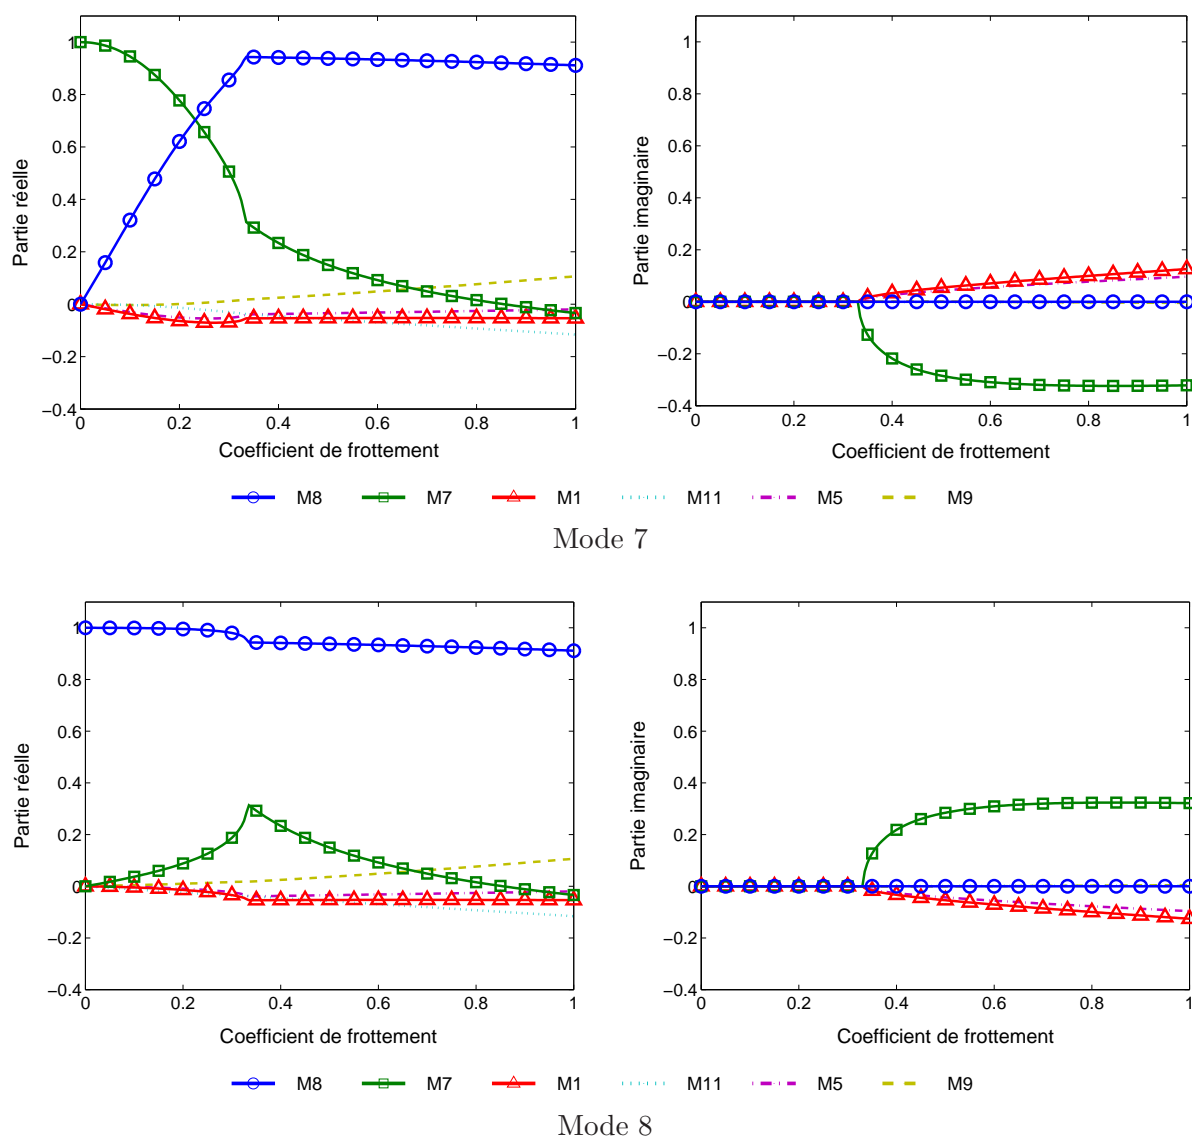 1
0.8
0.6
0.4
0.2
0
−0.2
−0.4
Partie réelle
0 0.2 0.4 0.6 0.8 1
Coefficient de frottement
1
0.8
0.6
0.4
0.2
0
−0.2
−0.4
Partie imaginaire
0 0.2 0.4 0.6 0.8 1
Coefficient de frottement
M8 M7 M1 M11 M5 M9
Mode 7
1
0.8
0.6
0.4
0.2
0
−0.2
−0.4
Partie réelle
0 0.2 0.4 0.6 0.8 1
Coefficient de frottement
1
0.8
0.6
0.4
0.2
0
−0.2
−0.4
Partie imaginaire
0 0.2 0.4 0.6 0.8 1
Coefficient de frottement
M8 M7 M1 M11 M5 M9
Mode 8